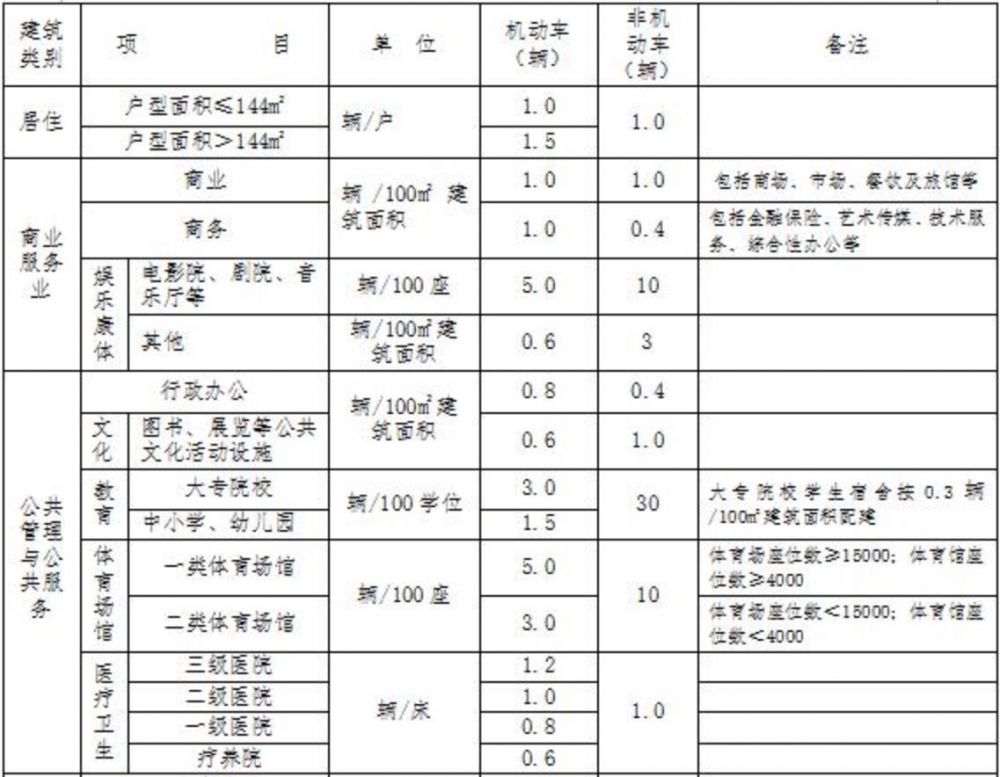 建筑类别 项 目 单 位 机动车（辆） 非机动车（辆） 备注
居住 户型面积≤144㎡ 辆/户 1.0 1.0
户型面积＞144㎡ 1.5
商业服务业 商业 辆/100㎡建筑面积 1.0 1.0 包括商场、市场、餐饮及旅馆等
商务 1.0 0.4 包括金融保险、艺术传媒、技术服务、综合性办公等
娱乐康体 电影院、剧院、音乐厅等 辆/100座 5.0 10
其他 辆/100㎡建筑面积 0.6 3
公共管理与公共服务 行政办公 辆/100㎡建筑面积 0.8 0.4
文化 图书、展览等公共文化活动设施 0.6 1.0
教育 大专院校 辆/100学位 3.0 30 大专院校学生宿舍按0.3辆/100㎡建筑面积配建
中小学、幼儿园 1.5
体育场馆 一类体育场馆 辆/100座 5.0 10 体育场座位数≥15000；体育馆座位数≥4000
二类体育场馆 3.0 体育场座位数＜15000；体育馆座位数＜4000
医疗卫生 三级医院 辆/床 1.2 1.0
二级医院 1.0
一级医院 0.8
疗养院 0.6